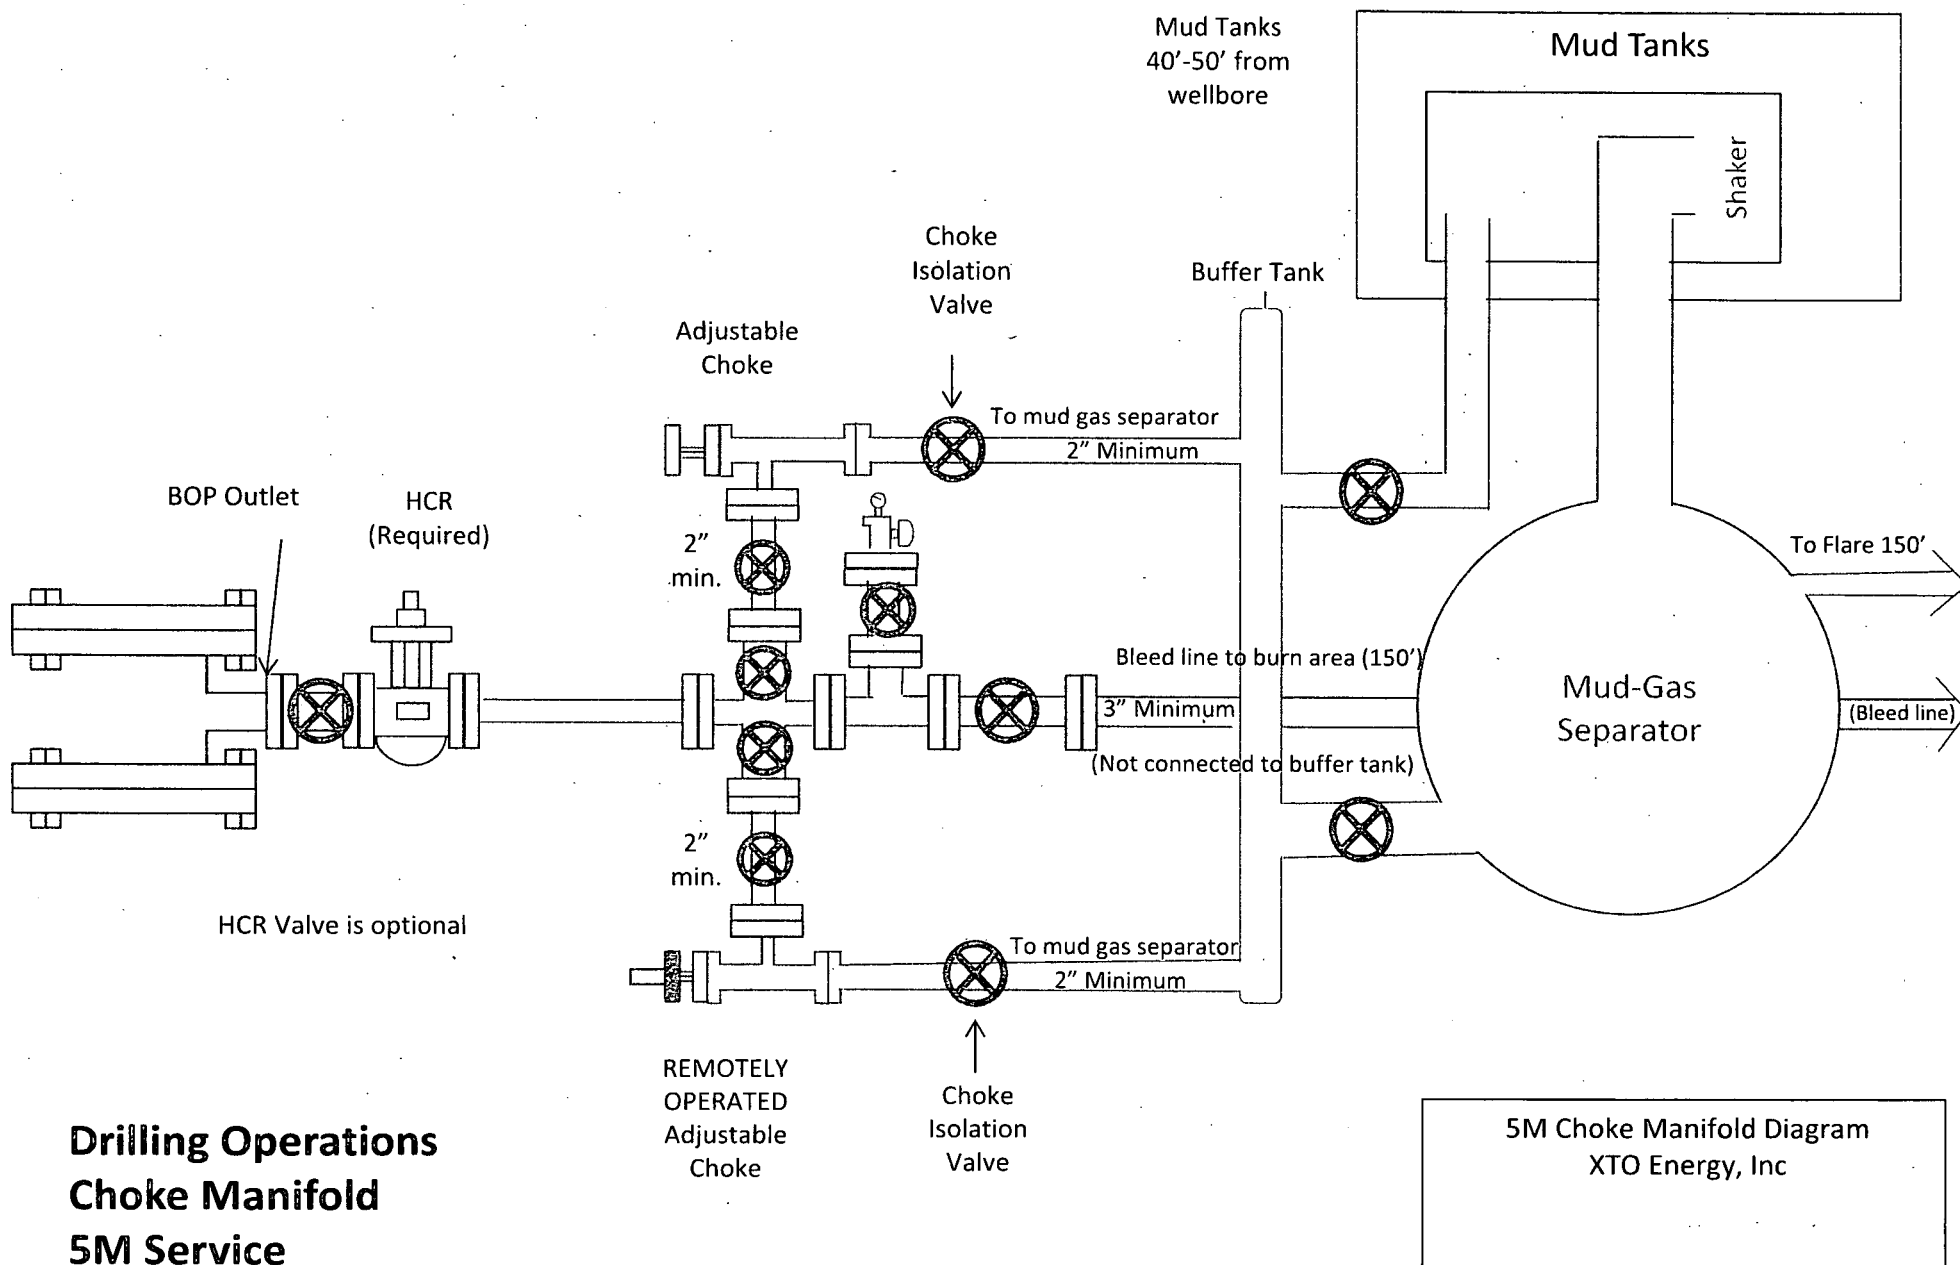 Mud Tanks
40’-50’ from
wellbore
Mud Tanks
Shaker
Choke
Isolation
Valve
Buffer Tank
Adjustable
Choke
To mud gas separator
2” Minimum
BOP Outlet
HCR
(Required)
2”
min.
To Flare 150’
Bleed line to burn area (150’)
3” Minimum
(Not connected to buffer tank)
Mud-Gas
Separator
(Bleed line)
2”
min.
HCR Valve is optional
To mud gas separator
2” Minimum
REMOTELY
OPERATED
Adjustable
Choke
Choke
Isolation
Valve
Drilling Operations
Choke Manifold
5M Service
5M Choke Manifold Diagram
XTO Energy, Inc